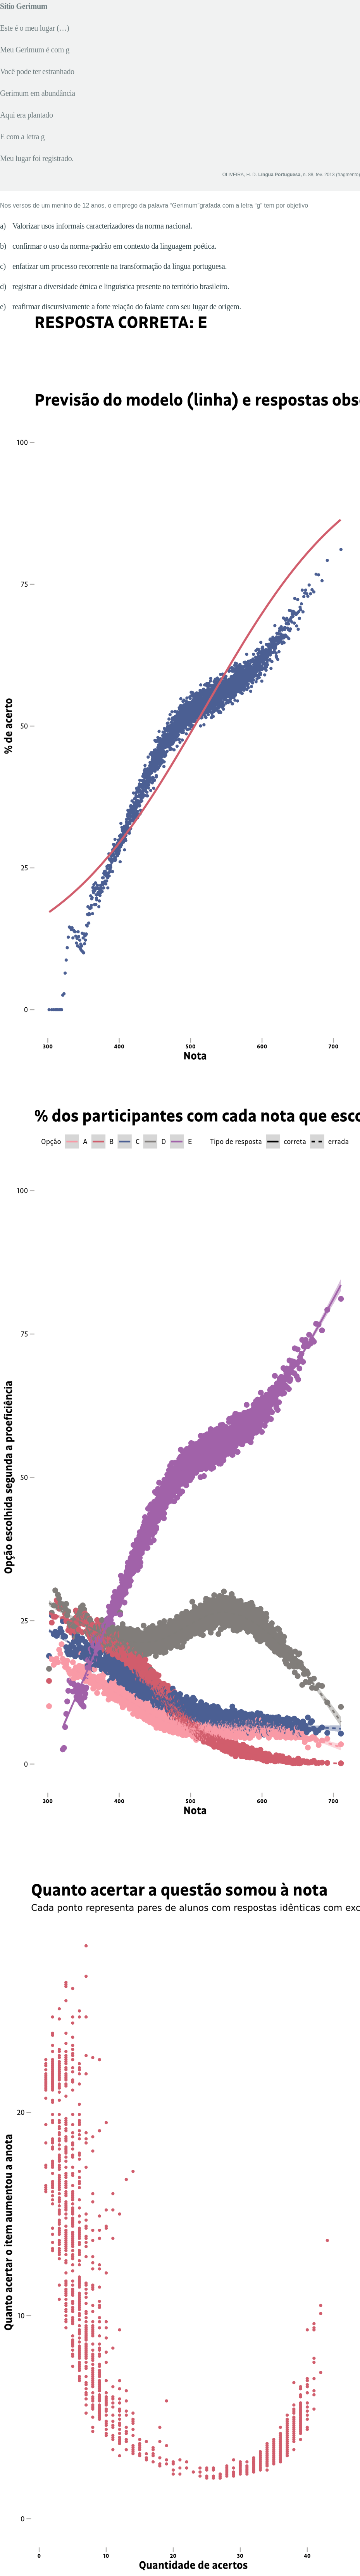 Sítio Gerimum
Este é o meu lugar (…)
Meu Gerimum é com g
Você pode ter estranhado
Gerimum em abundância
Aqui era plantado
E com a letra g
Meu lugar foi registrado.
OLIVEIRA. H. D. Língua Portuguesa, n. 88, fev. 2013 (fragmento)
Nos versos de um menino de 12 anos, o emprego da palavra “Gerimum”grafada com a letra “g” tem por objetivo
a) Valorizar usos informais caracterizadores da norma nacional.
b) confirmar o uso da norma-padrão em contexto da linguagem poética.
c) enfatizar um processo recorrente na transformação da língua portuguesa.
d) registrar a diversidade étnica e linguística presente no território brasileiro.
e) reafirmar discursivamente a forte relação do falante com seu lugar de origem.
RESPOSTA CORRETA: E
Previsão do modelo (linha) e respostas obs
100
75
50
25
0
% de acerto
300 400 500 600 700
Nota
% dos participantes com cada nota que esco
Opção A B C D E Tipo de resposta correta errada
100
75
50
25
0
Opção escolhida segunda a proeficiência
300 400 500 600 700
Nota
Quanto acertar a questão somou à nota
Cada ponto representa pares de alunos com respostas idênticas com exc
20
10
0
Quanto acertar o item aumentou a anota
0 10 20 30 40
Quantidade de acertos